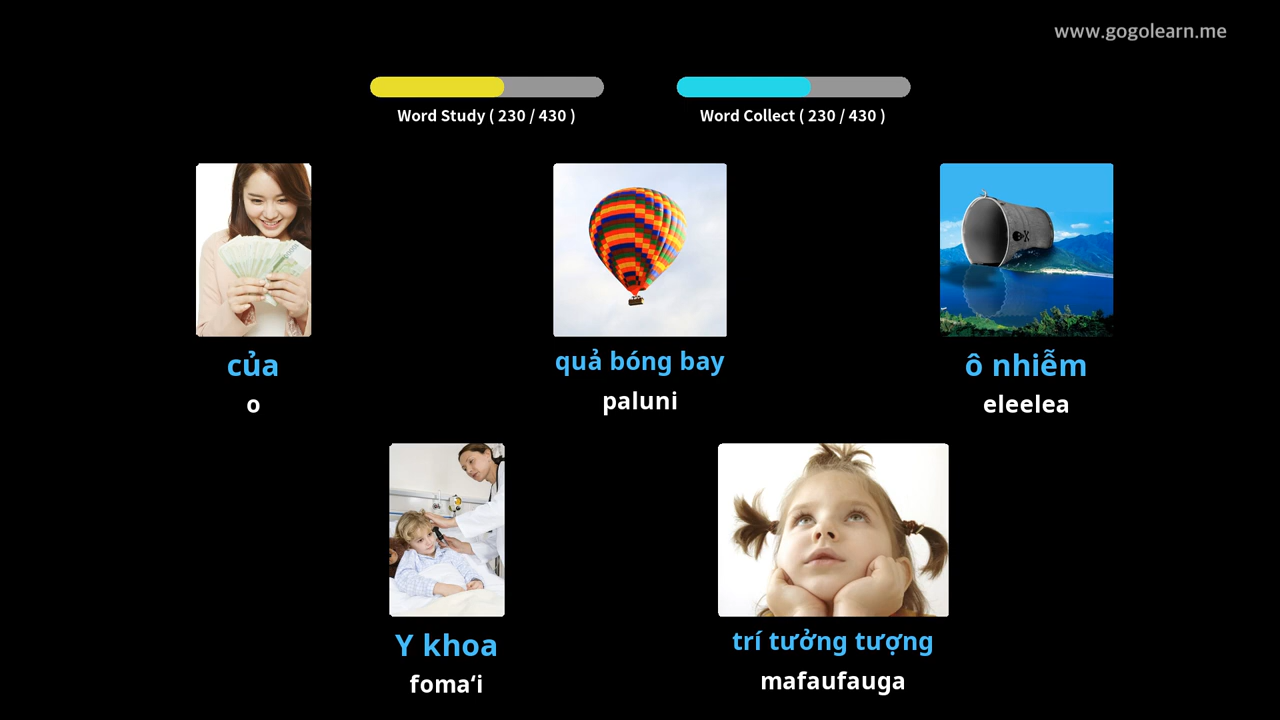 www.gogolearn.me
Word Study ( 230 / 430 )
Word Collect ( 230 / 430 )
của
o
quả bóng bay
paluni
ô nhiễm
eleelea
Y khoa
fomaʻi
trí tưởng tượng
mafaufauga